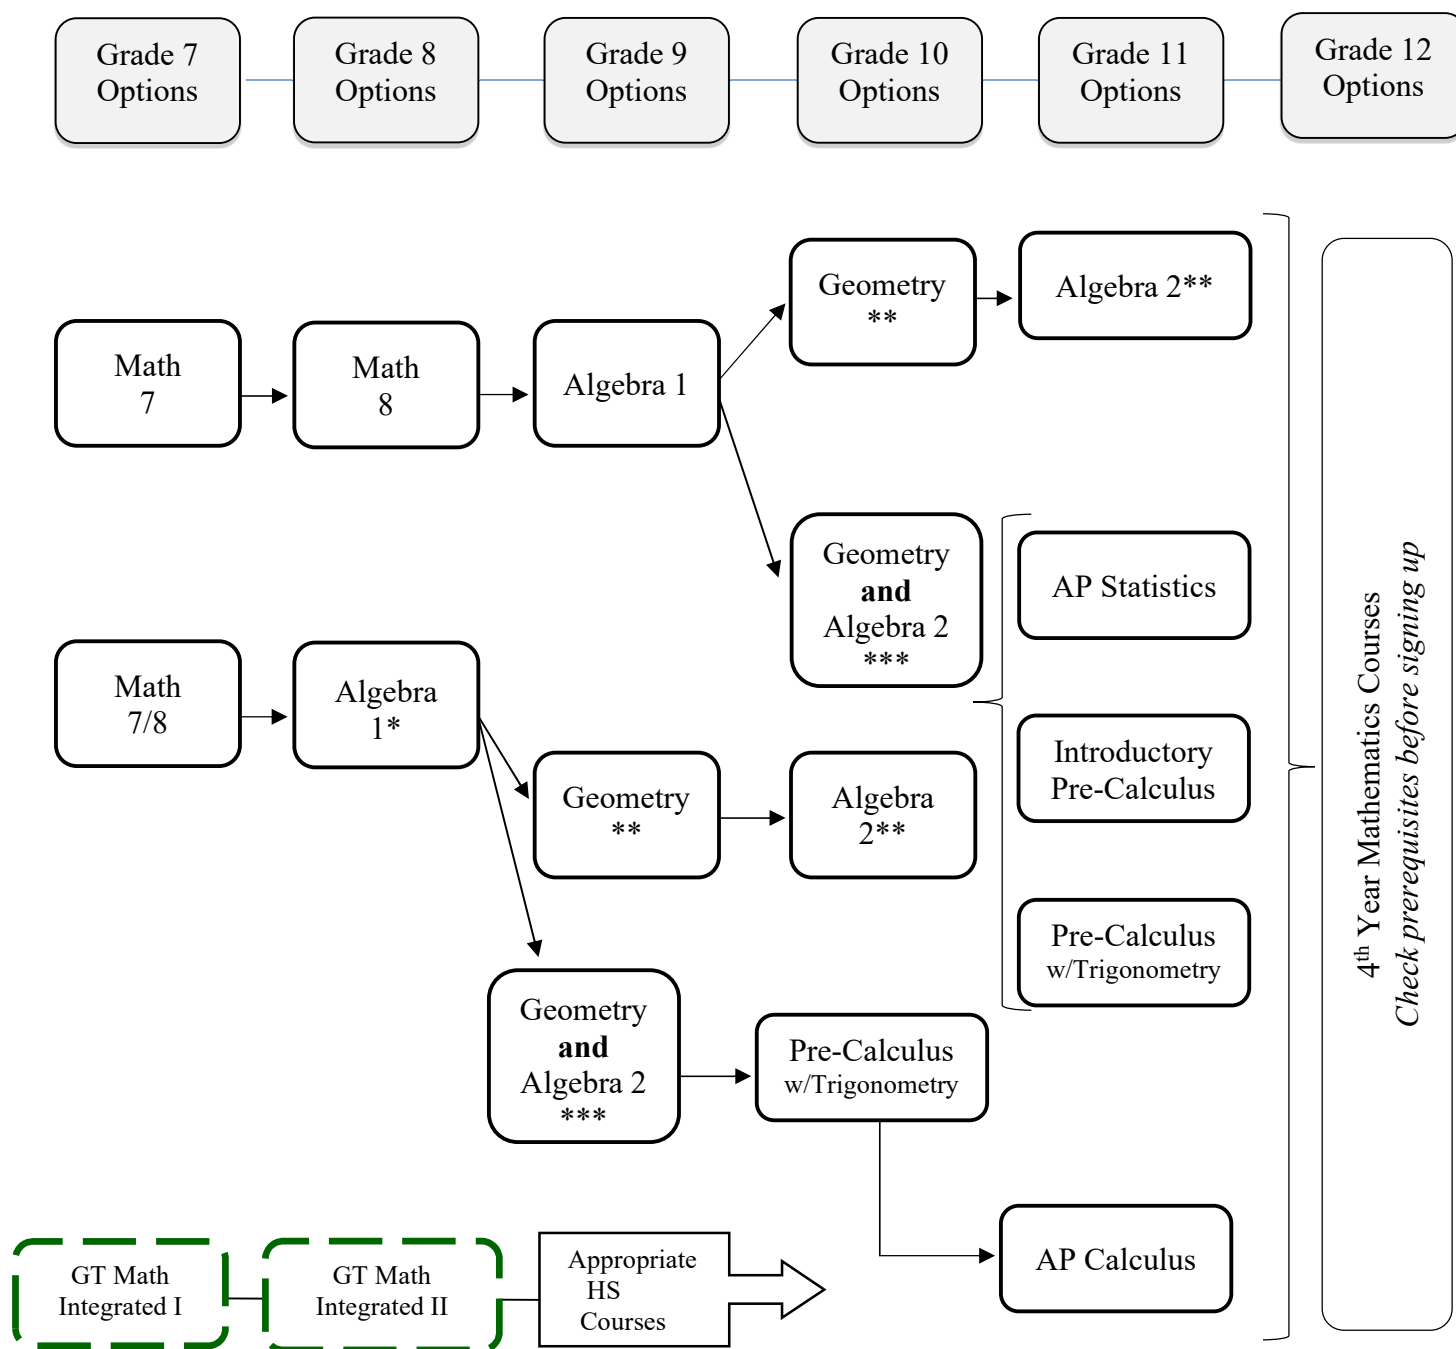 Grade 7
Options
Grade 8
Options
Grade 9
Options
Grade 10
Options
Grade 11
Options
Grade 12
Options
Math
7
Math
8
Algebra 1
Geometry
**
Algebra 2**
Geometry
and
Algebra 2
***
AP Statistics
Introductory
Pre-Calculus
Pre-Calculus
w/Trigonometry
Math
7/8
Algebra
1*
Geometry
**
Algebra
2**
Geometry
and
Algebra 2
***
Pre-Calculus
w/Trigonometry
AP Calculus
GT Math
Integrated I
GT Math
Integrated II
Appropriate
HS
Courses
4th Year Mathematics Courses
Check prerequisites before signing up